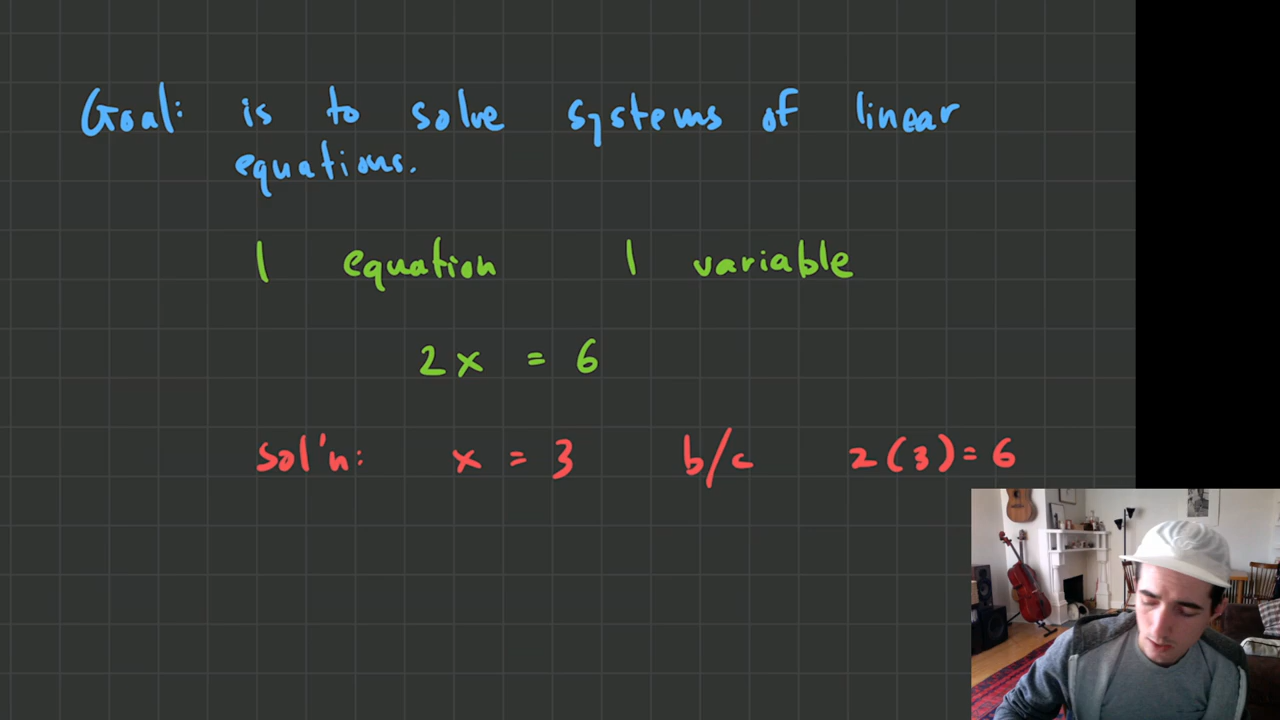 Goal: is to solve systems of linear
equations.
1 equation 1 variable
2x = 6
sol'n: x = 3 b/c 2(3)=6